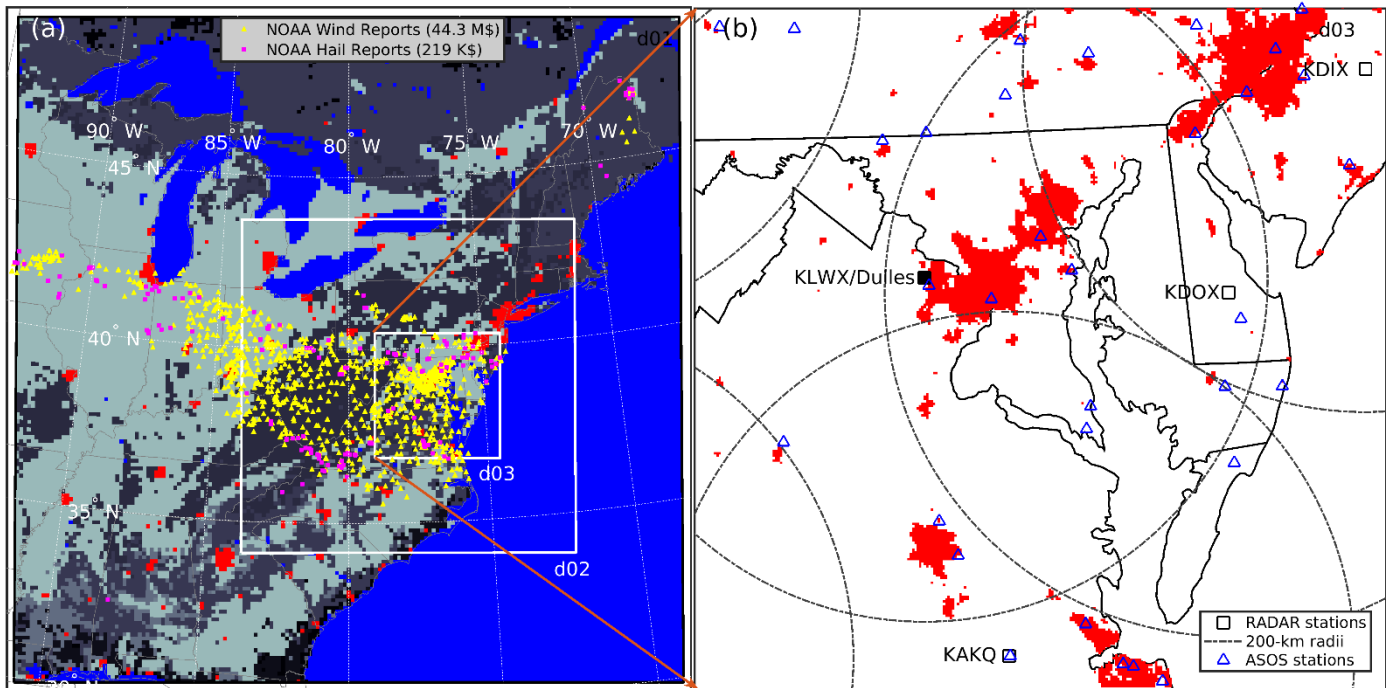 (a)
NOAA Wind Reports (44.3 M$)
NOAA Hail Reports (219 K$)
90° W
85° W
80° W
75° W
70° W
45° N
40° N
35° N
d03
d02
(b)
d03
KDIX
KLWX/Dulles
KDOX
KAKQ
RADAR stations
200-km radii
ASOS stations